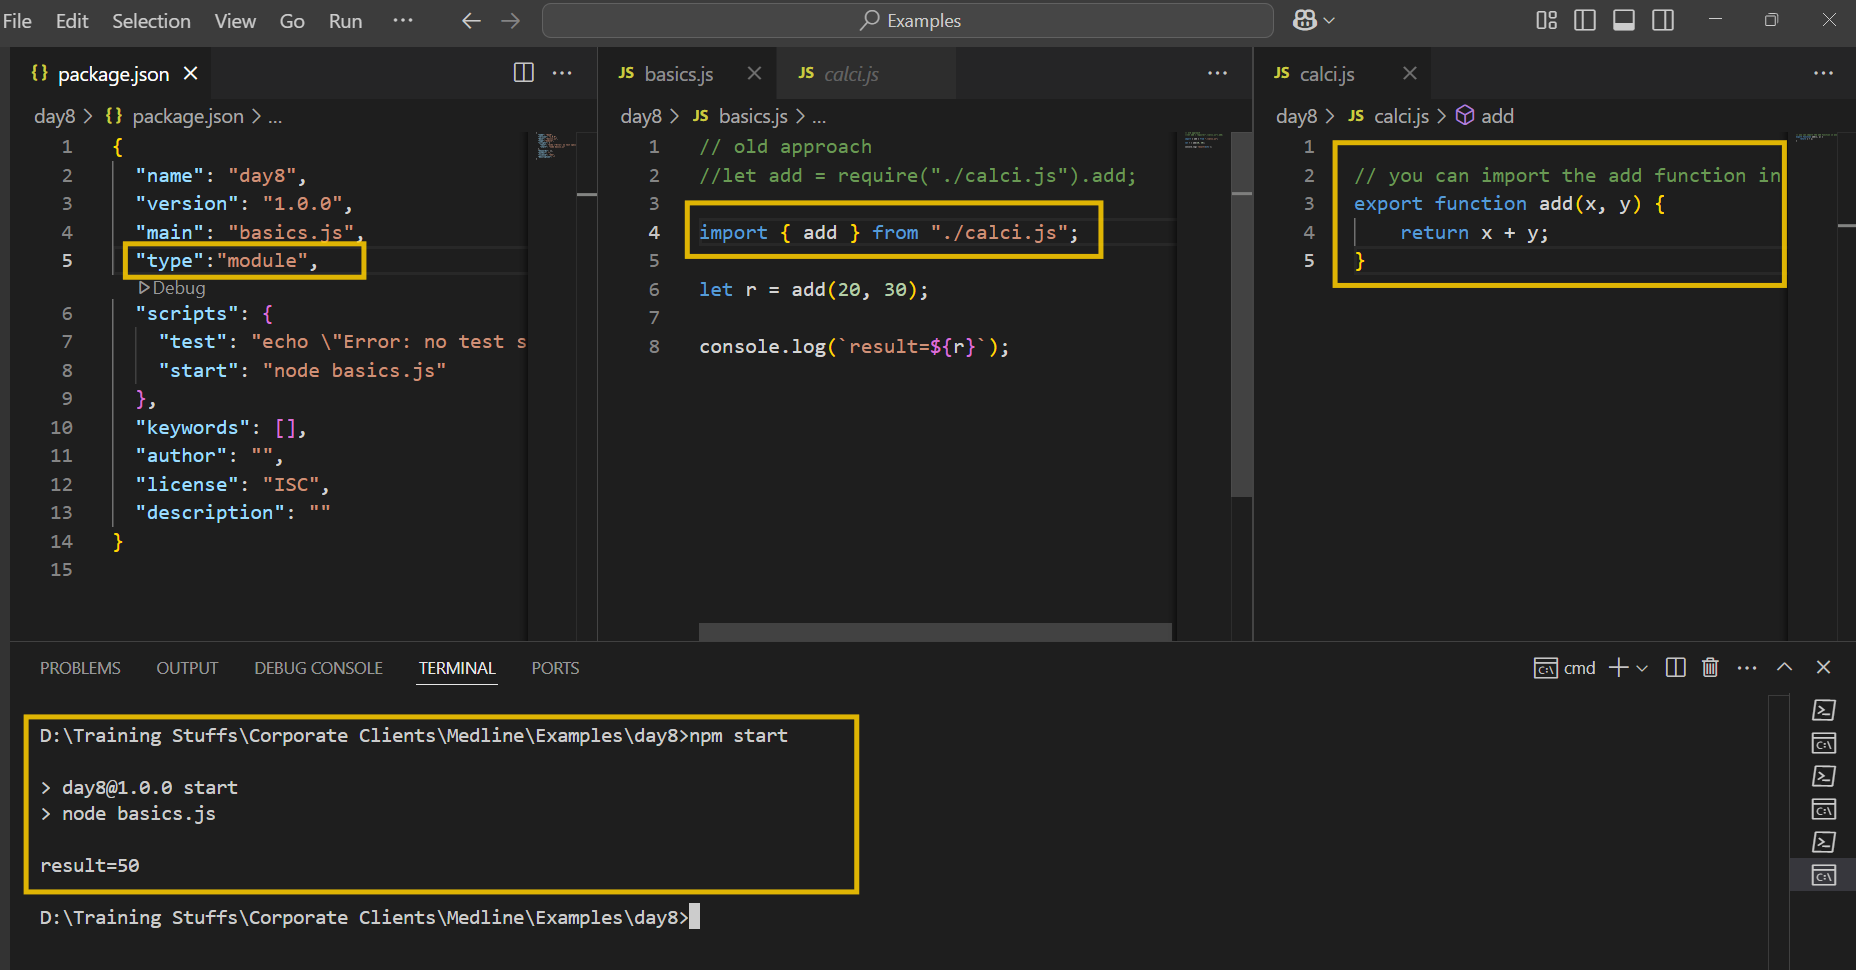 File Edit Selection View Go Run ··· Examples
{} package.json
day8 > {} package.json > ...
1 {
2 "name": "day8",
3 "version": "1.0.0",
4 "main": "basics.js",
5 "type":"module",
Debug
6 "scripts": {
7 "test": "echo \"Error: no test s
8 "start": "node basics.js"
9 },
10 "keywords": [],
11 "author": "",
12 "license": "ISC",
13 "description": ""
14 }
15
JS basics.js JS calci.js
day8 > JS basics.js > ...
1 // old approach
2 //let add = require("./calci.js").add;
3
4 import { add } from "./calci.js";
5
6 let r = add(20, 30);
7
8 console.log(`result=${r}`);
JS calci.js
day8 > JS calci.js > add
1
2 // you can import the add function in
3 export function add(x, y) {
4 return x + y;
5 }
PROBLEMS OUTPUT DEBUG CONSOLE TERMINAL PORTS cmd
D:\Training Stuffs\Corporate Clients\Medline\Examples\day8>npm start
> day8@1.0.0 start
> node basics.js
result=50
D:\Training Stuffs\Corporate Clients\Medline\Examples\day8>